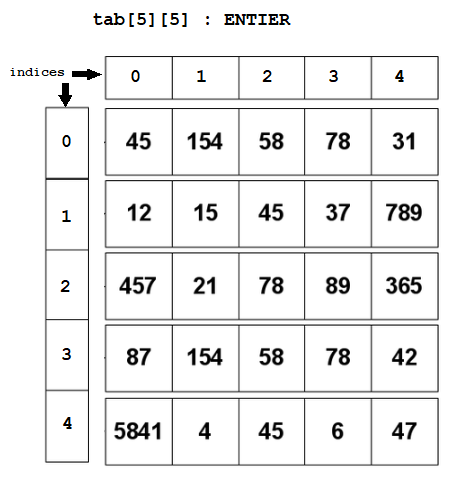 tab[5][5] : ENTIER
indices 0 1 2 3 4
0 45 154 58 78 31
1 12 15 45 37 789
2 457 21 78 89 365
3 87 154 58 78 42
4 5841 4 45 6 47